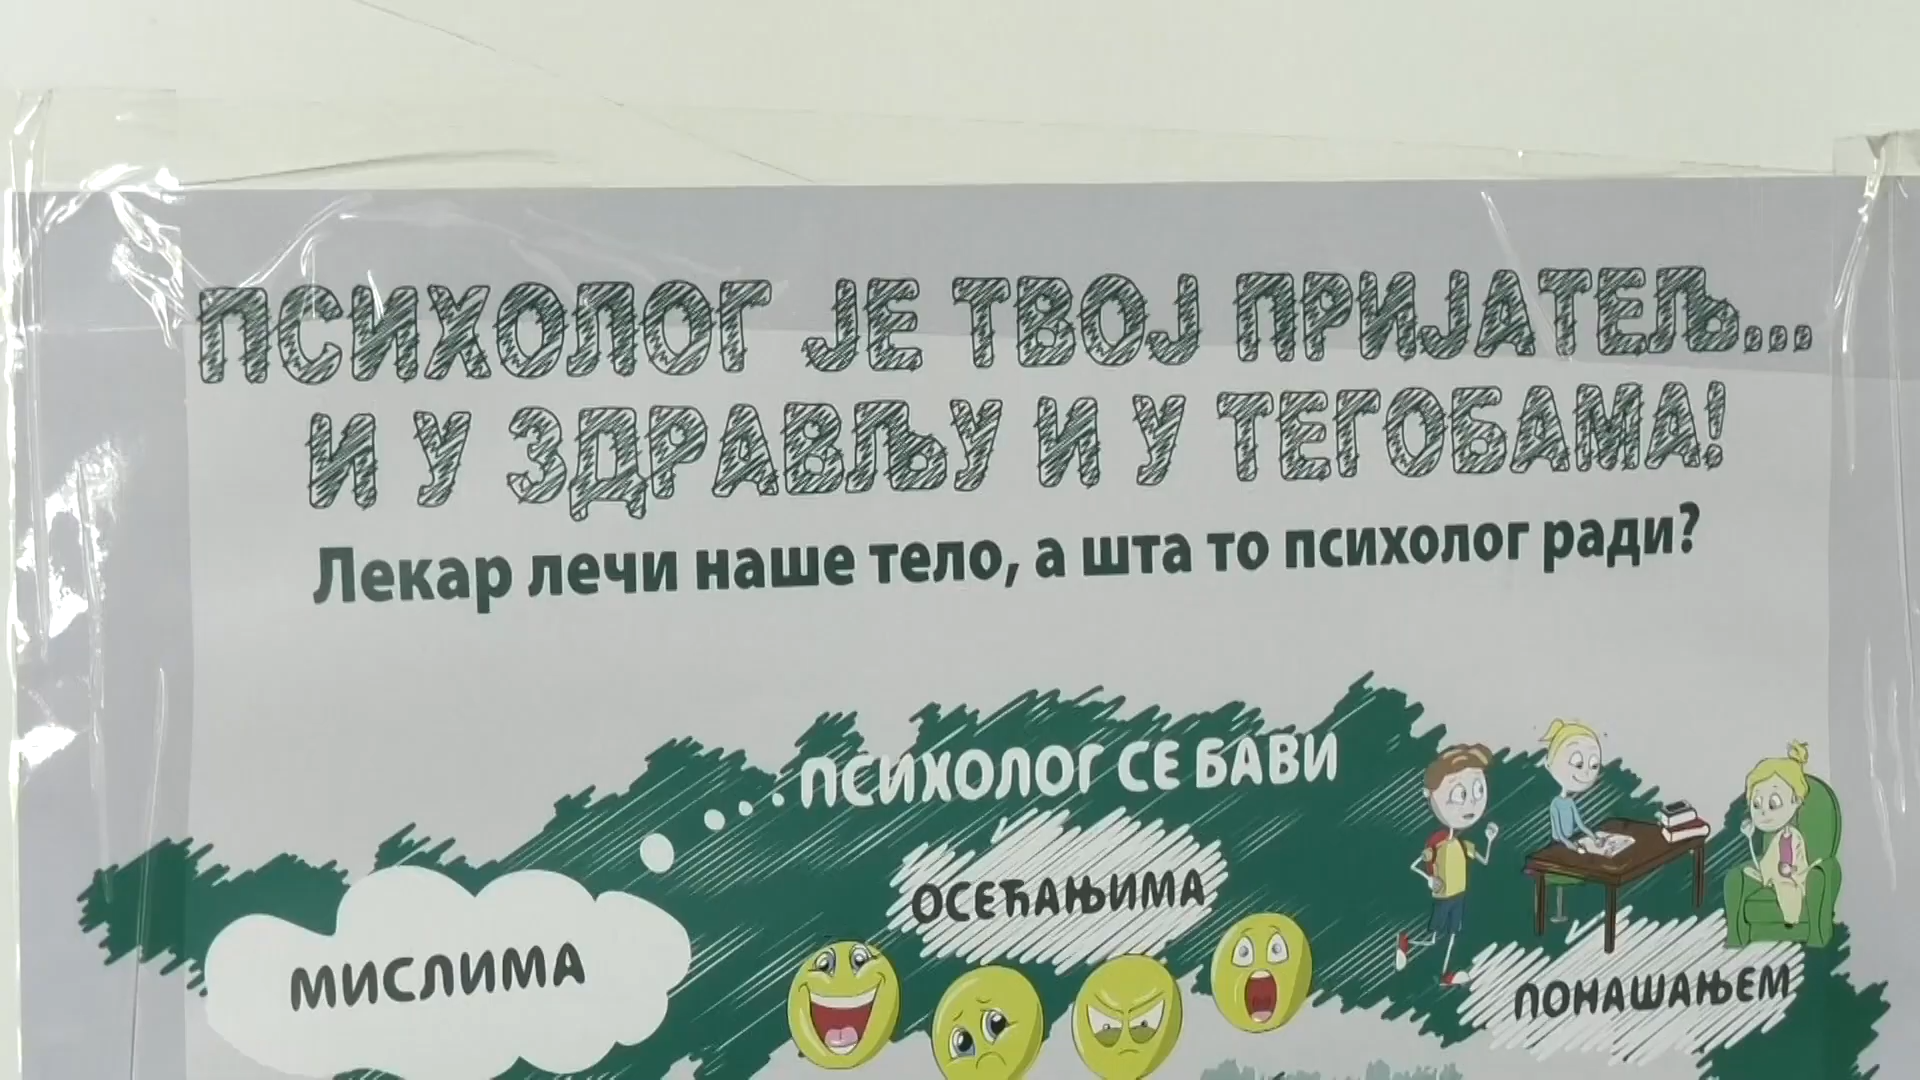 ПСИХОЛОГ ЈЕ ТВОЈ ПРИЈАТЕЉ...
И У ЗДРАВЉУ И У ТЕГОБАМА!
Лекар лечи наше тело, а шта то психолог ради?
...ПСИХОЛОГ СЕ БАВИ
МИСЛИМА
ОСЕЋАЊИМА
ПОНАШАЊЕМ